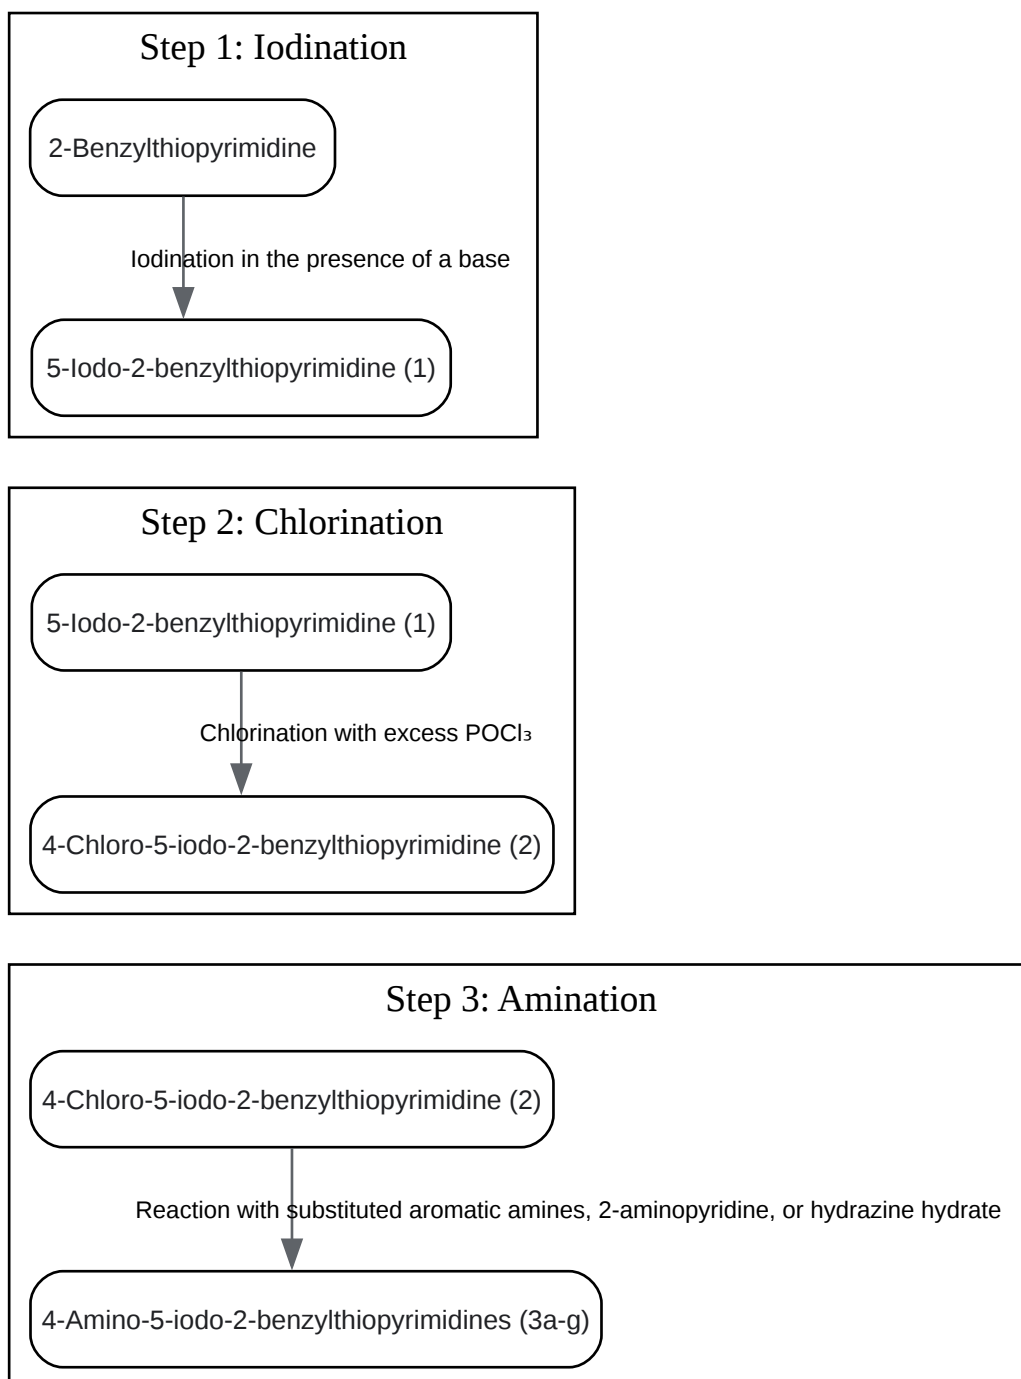 Step 1: Iodination
2-Benzylthiopyrimidine
Iodination in the presence of a base
5-Iodo-2-benzylthiopyrimidine (1)
Step 2: Chlorination
5-Iodo-2-benzylthiopyrimidine (1)
Chlorination with excess POCl₃
4-Chloro-5-iodo-2-benzylthiopyrimidine (2)
Step 3: Amination
4-Chloro-5-iodo-2-benzylthiopyrimidine (2)
Reaction with substituted aromatic amines, 2-aminopyridine, or hydrazine hydrate
4-Amino-5-iodo-2-benzylthiopyrimidines (3a-g)